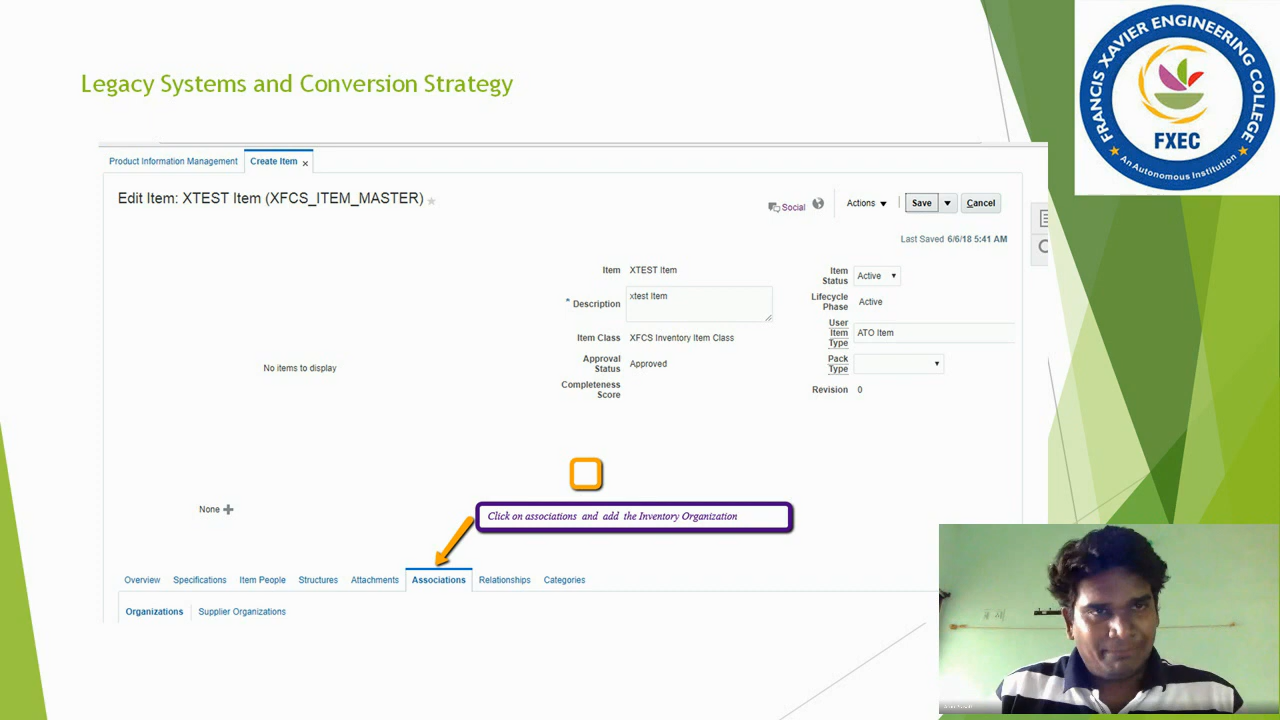 Legacy Systems and Conversion Strategy
FRANCIS XAVIER ENGINEERING COLLEGE
FXEC
An Autonomous Institution
Product Information Management
Create Item
Edit Item: XTEST Item (XFCS_ITEM_MASTER)
Social
Actions
Save
Cancel
Last Saved 6/6/18 5:41 AM
Item XTEST Item
* Description xtest Item
Item Class XFCS Inventory Item Class
Approval Status Approved
Completeness Score
Item Status Active
Lifecycle Phase Active
User Item Type ATO Item
Pack Type
Revision 0
No items to display
None
Click on associations and add the Inventory Organization
Overview Specifications Item People Structures Attachments Associations Relationships Categories
Organizations Supplier Organizations